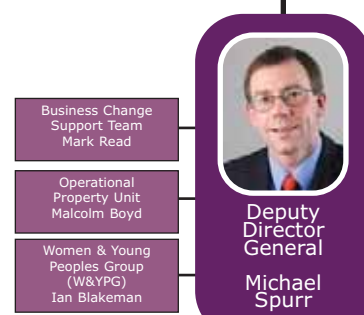 Business Change
Support Team
Mark Read
Operational
Property Unit
Malcolm Boyd
Women & Young
Peoples Group
(W&YPG)
Ian Blakeman
Deputy
Director
General
Michael
Spurr